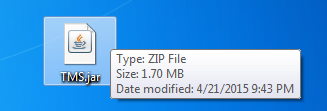 TMS.jar
Type: ZIP File
Size: 1.70 MB
Date modified: 4/21/2015 9:43 PM